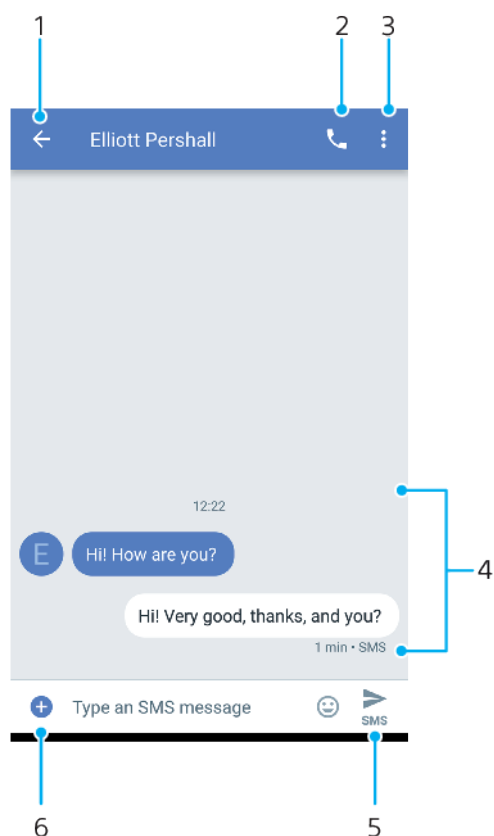 1 2 3
Elliott Pershall
12:22
E Hi! How are you?
4
Hi! Very good, thanks, and you?
1 min • SMS
Type an SMS message
SMS
6 5